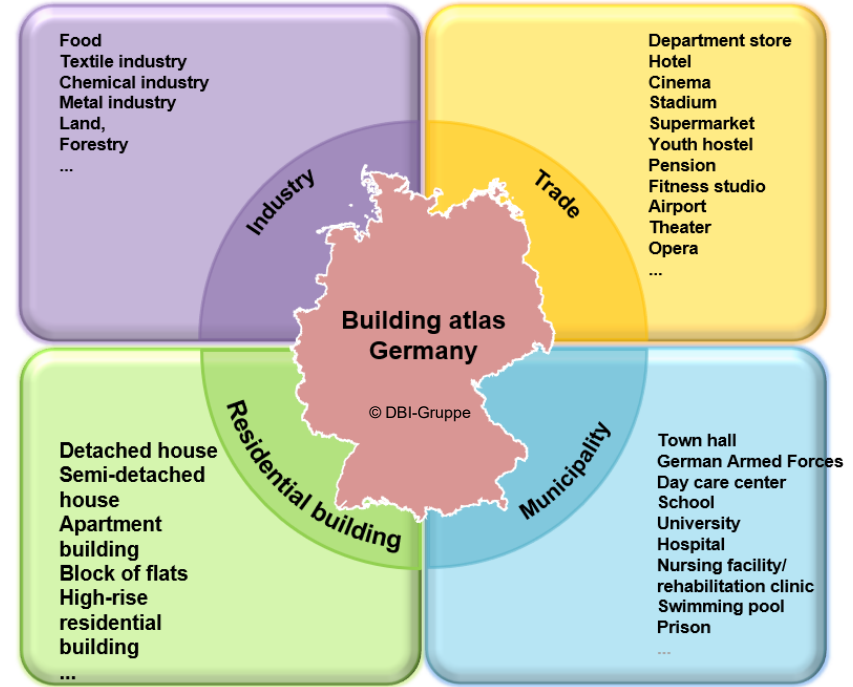 Food
Textile industry
Chemical industry
Metal industry
Land,
Forestry
...
Department store
Hotel
Cinema
Stadium
Supermarket
Youth hostel
Pension
Fitness studio
Airport
Theater
Opera
...
Industry
Trade
Building atlas
Germany
© DBI-Gruppe
Residential building
Municipality
Detached house
Semi-detached
house
Apartment
building
Block of flats
High-rise
residential
building
...
Town hall
German Armed Forces
Day care center
School
University
Hospital
Nursing facility/
rehabilitation clinic
Swimming pool
Prison
...